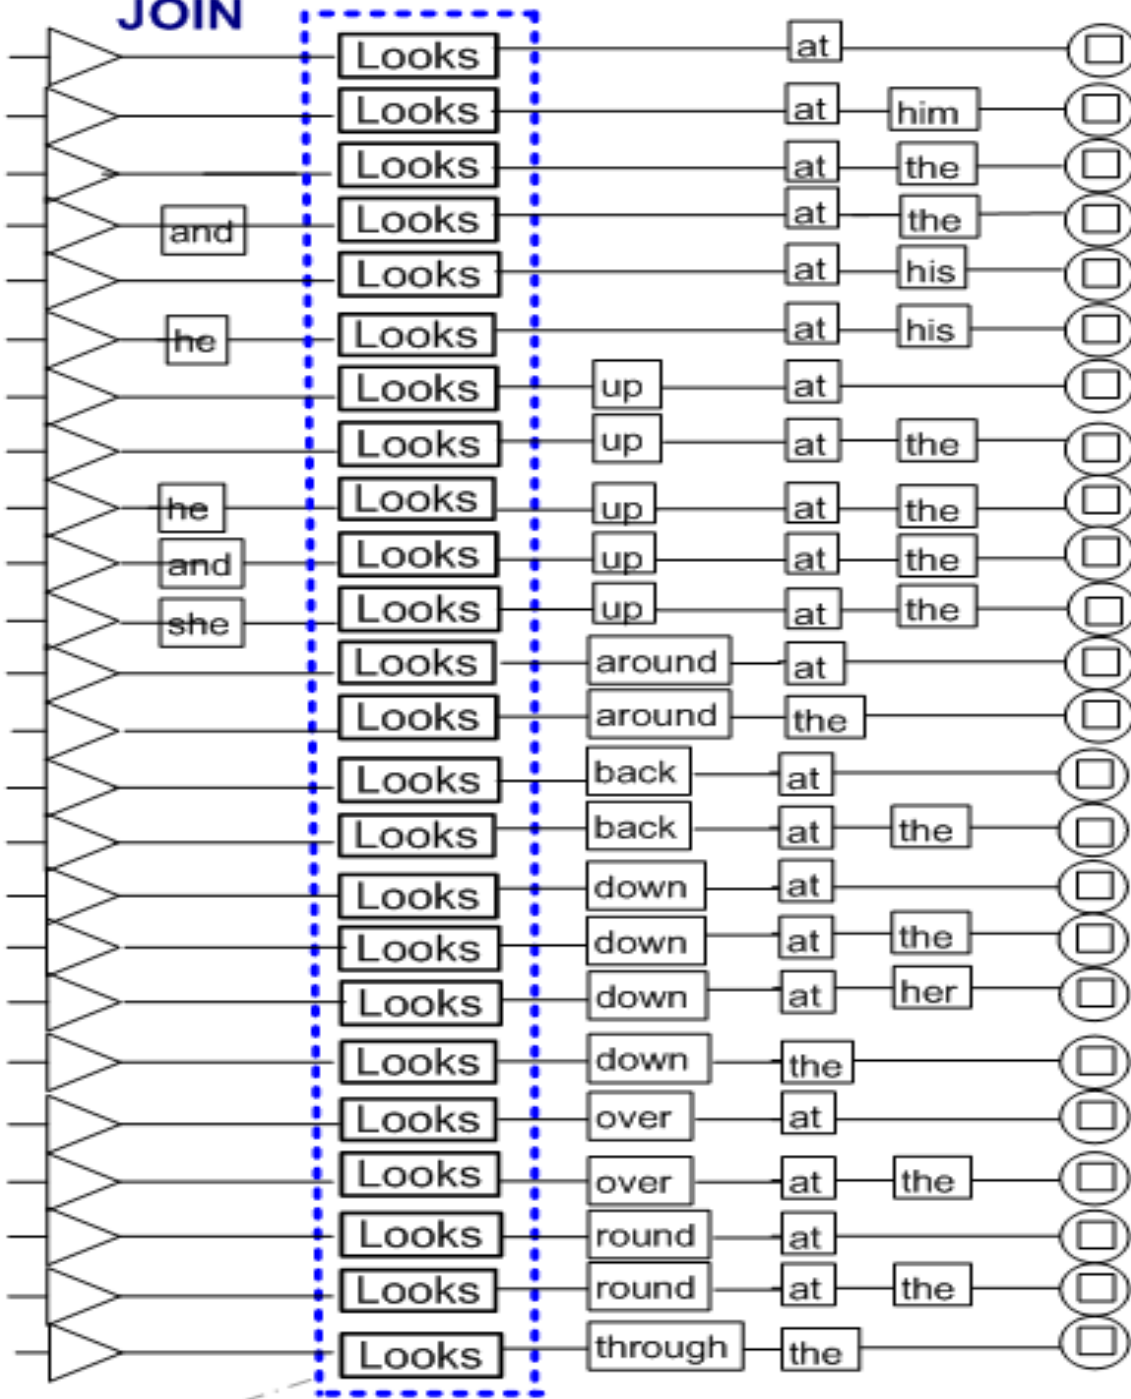 JOIN
Looks at
Looks at him
Looks at the
and Looks at the
Looks at his
he Looks at his
Looks up at
Looks up at the
he Looks up at the
and Looks up at the
she Looks up at the
Looks around at
Looks around the
Looks back at
Looks back at the
Looks down at
Looks down at the
Looks down at her
Looks down the
Looks over at
Looks over at the
Looks round at
Looks round at the
Looks through the